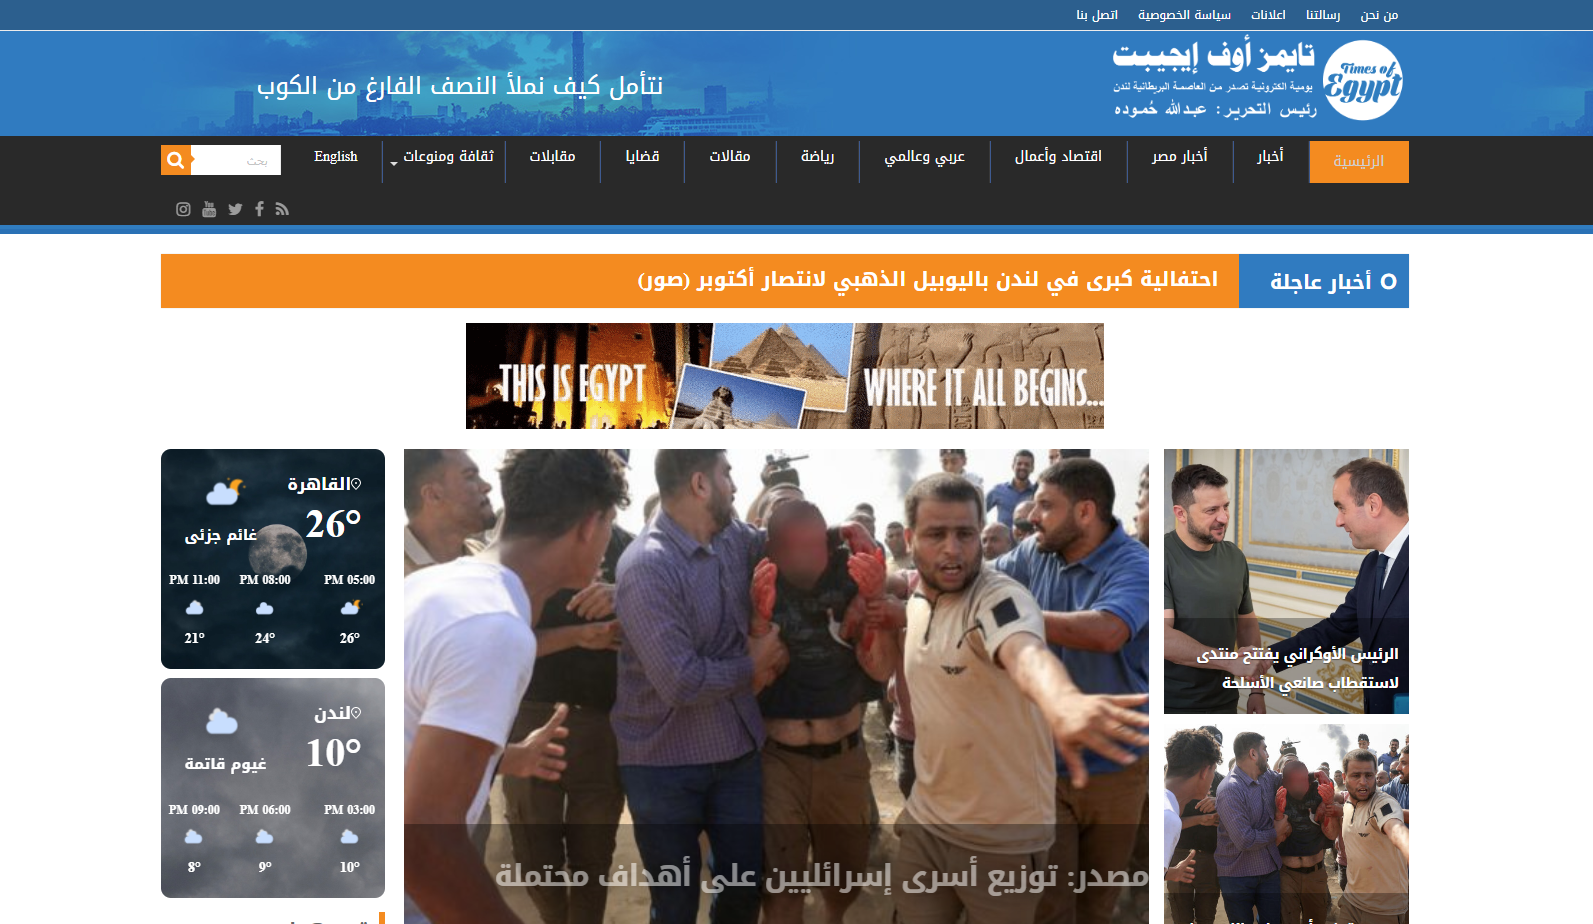 من نحن
رسالتنا
اعلانات
سياسة الخصوصية
اتصل بنا
Times of Egypt
تايمز أوف إيجيبت
يومية الكترونية تصدر من العاصمة البريطانية لندن
رئيس التحرير: عبدالله حُموده
نتأمل كيف نملأ النصف الفارغ من الكوب
الرئيسية
أخبار
أخبار مصر
اقتصاد وأعمال
عربي وعالمي
رياضة
مقالات
قضايا
مقابلات
ثقافة ومنوعات
English
بحث
You Tube
أخبار عاجلة
احتفالية كبرى في لندن باليوبيل الذهبي لانتصار أكتوبر (صور)
THIS IS EGYPT
WHERE IT ALL BEGINS...
الرئيس الأوكراني يفتتح منتدى
لاستقطاب صانعي الأسلحة
مصدر: توزيع أسرى إسرائليين على أهداف محتملة
القاهرة
26°
غائم جزئى
05:00 PM
08:00 PM
11:00 PM
26°
24°
21°
لندن
10°
غيوم قاتمة
03:00 PM
06:00 PM
09:00 PM
10°
9°
8°